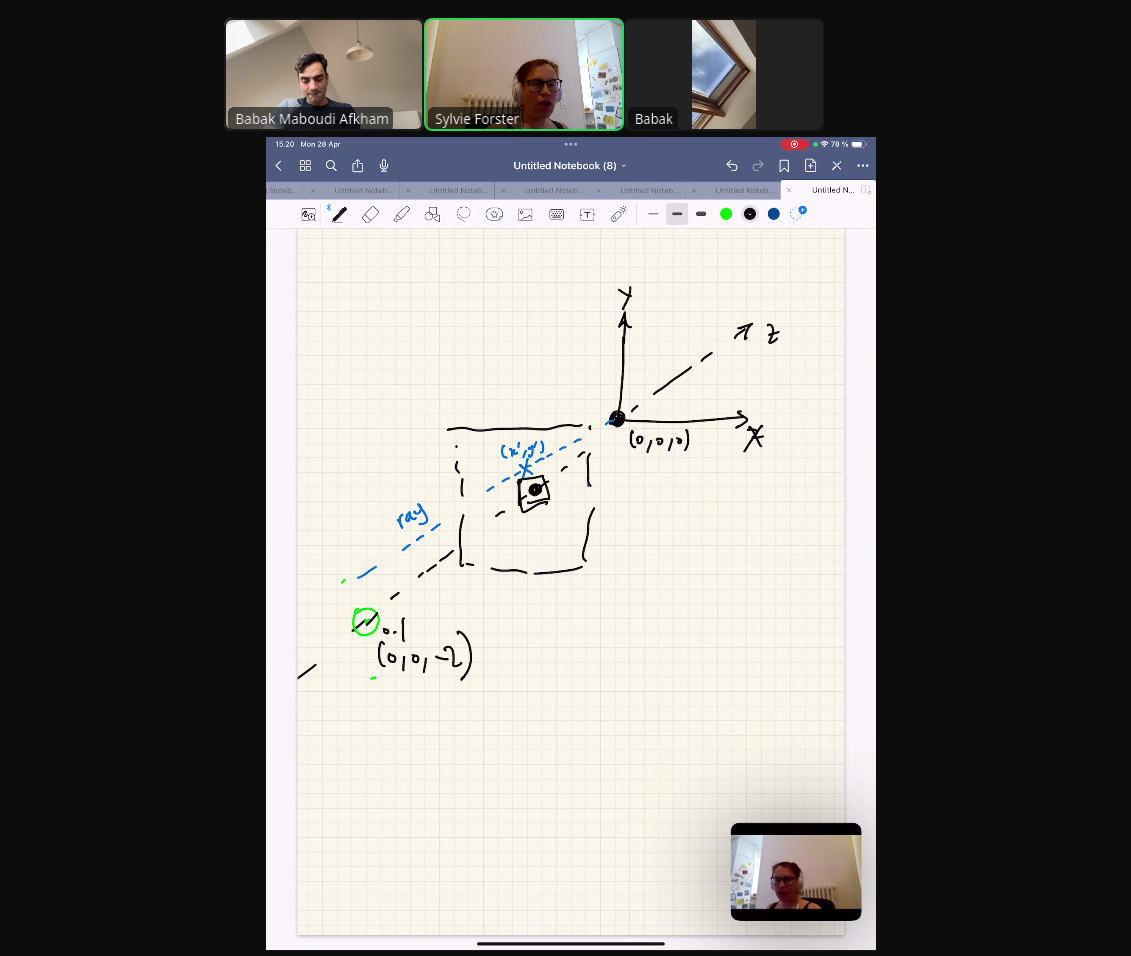 Babak Maboudi Afkham
Sylvie Forster
Babak
15.20 Mon 28 Apr
78 %
Untitled Notebook (8)
Noteb...
Untitled Noteb...
Untitled Noteb...
Untitled Noteb...
Untitled Noteb...
Untitled Noteb...
Untitled N...
T
Y
z
(0,0,0)
X
(x',y')
ray
0.1
(0,0,-2)